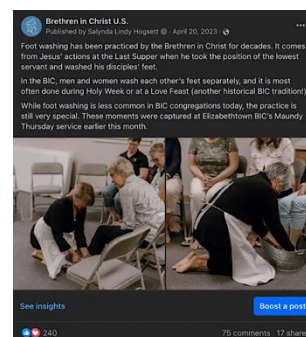 Brethren in Christ U.S.
Published by Salynda Lindy Hogsett · April 20, 2023 ·
Foot washing has been practiced by the Brethren in Christ for decades. It comes
from Jesus' actions at the Last Supper when he took the position of the lowest
servant and washed his disciples' feet.
In the BIC, men and women wash each other's feet separately, and it is most
often done during Holy Week or at a Love Feast (another historical BIC tradition!)
While foot washing is less common in BIC congregations today, the practice is
still very special. These moments were captured at Elizabethtown BIC's Maundy
Thursday service earlier this month.
See insights
Boost a post
240
75 comments 17 share